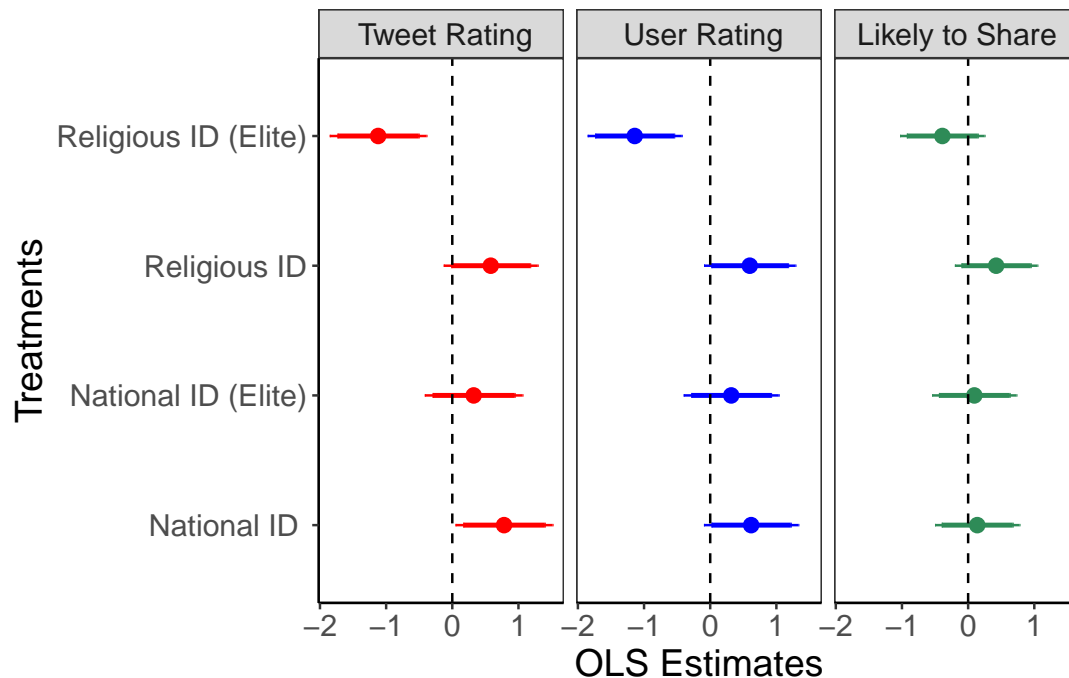 Tweet Rating
User Rating
Likely to Share
Treatments
Religious ID (Elite)
Religious ID
National ID (Elite)
National ID
−2 −1 0 1
−2 −1 0 1
−2 −1 0 1
OLS Estimates